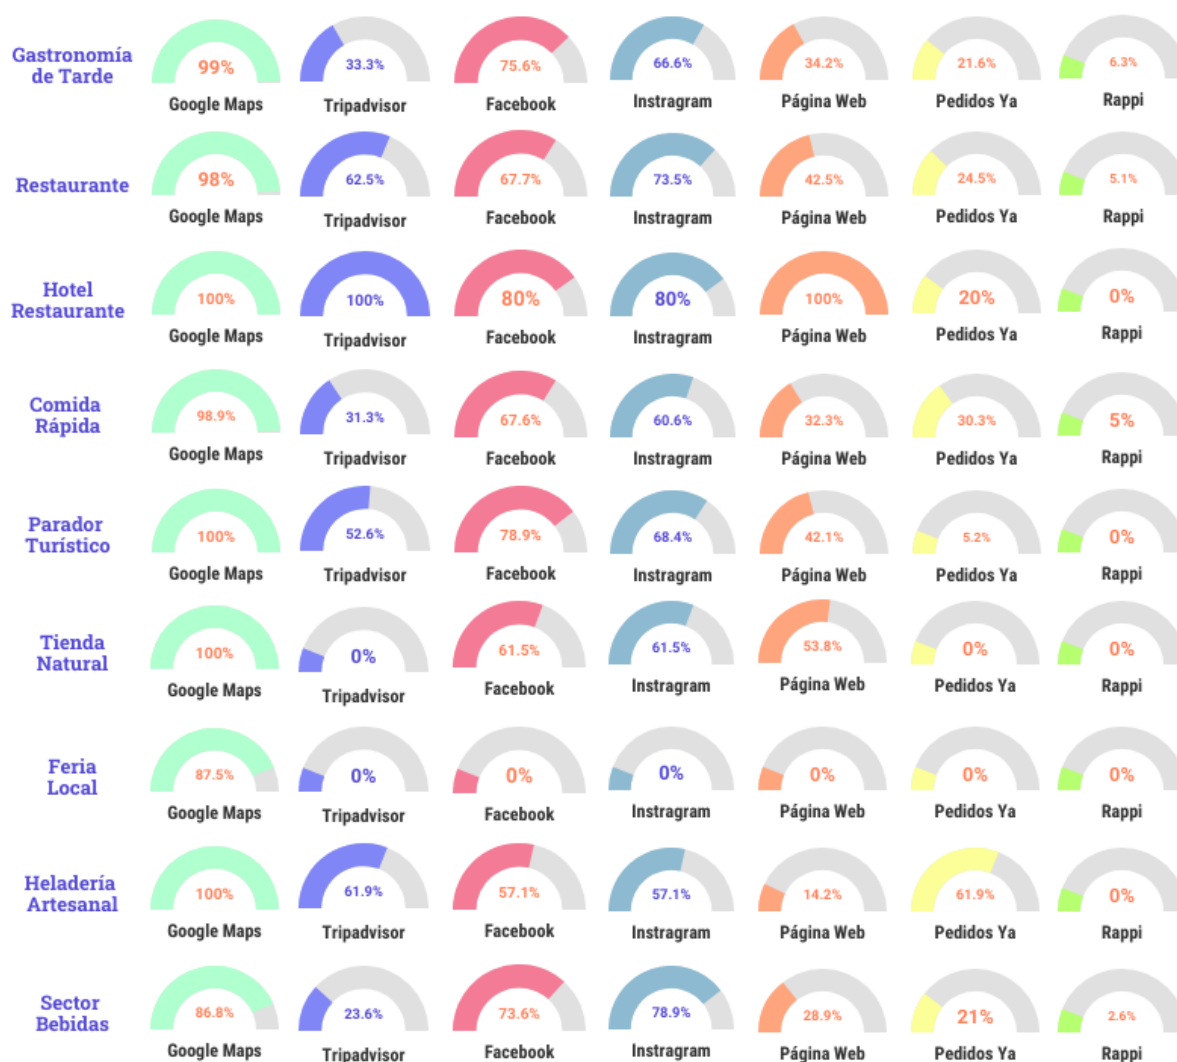 Gastronomía
de Tarde
99% 33.3% 75.6% 66.6% 34.2% 21.6% 6.3%
Google Maps Tripadvisor Facebook Instragram Página Web Pedidos Ya Rappi
Restaurante
98% 62.5% 67.7% 73.5% 42.5% 24.5% 5.1%
Google Maps Tripadvisor Facebook Instragram Página Web Pedidos Ya Rappi
Hotel
Restaurante
100% 100% 80% 80% 100% 20% 0%
Google Maps Tripadvisor Facebook Instragram Página Web Pedidos Ya Rappi
Comida
Rápida
98.9% 31.3% 67.6% 60.6% 32.3% 30.3% 5%
Google Maps Tripadvisor Facebook Instragram Página Web Pedidos Ya Rappi
Parador
Turístico
100% 52.6% 78.9% 68.4% 42.1% 5.2% 0%
Google Maps Tripadvisor Facebook Instragram Página Web Pedidos Ya Rappi
Tienda
Natural
100% 0% 61.5% 61.5% 53.8% 0% 0%
Google Maps Tripadvisor Facebook Instragram Página Web Pedidos Ya Rappi
Feria
Local
87.5% 0% 0% 0% 0% 0% 0%
Google Maps Tripadvisor Facebook Instragram Página Web Pedidos Ya Rappi
Heladería
Artesanal
100% 61.9% 57.1% 57.1% 14.2% 61.9% 0%
Google Maps Tripadvisor Facebook Instragram Página Web Pedidos Ya Rappi
Sector
Bebidas
86.8% 23.6% 73.6% 78.9% 28.9% 21% 2.6%
Google Maps Tripadvisor Facebook Instragram Página Web Pedidos Ya Rappi